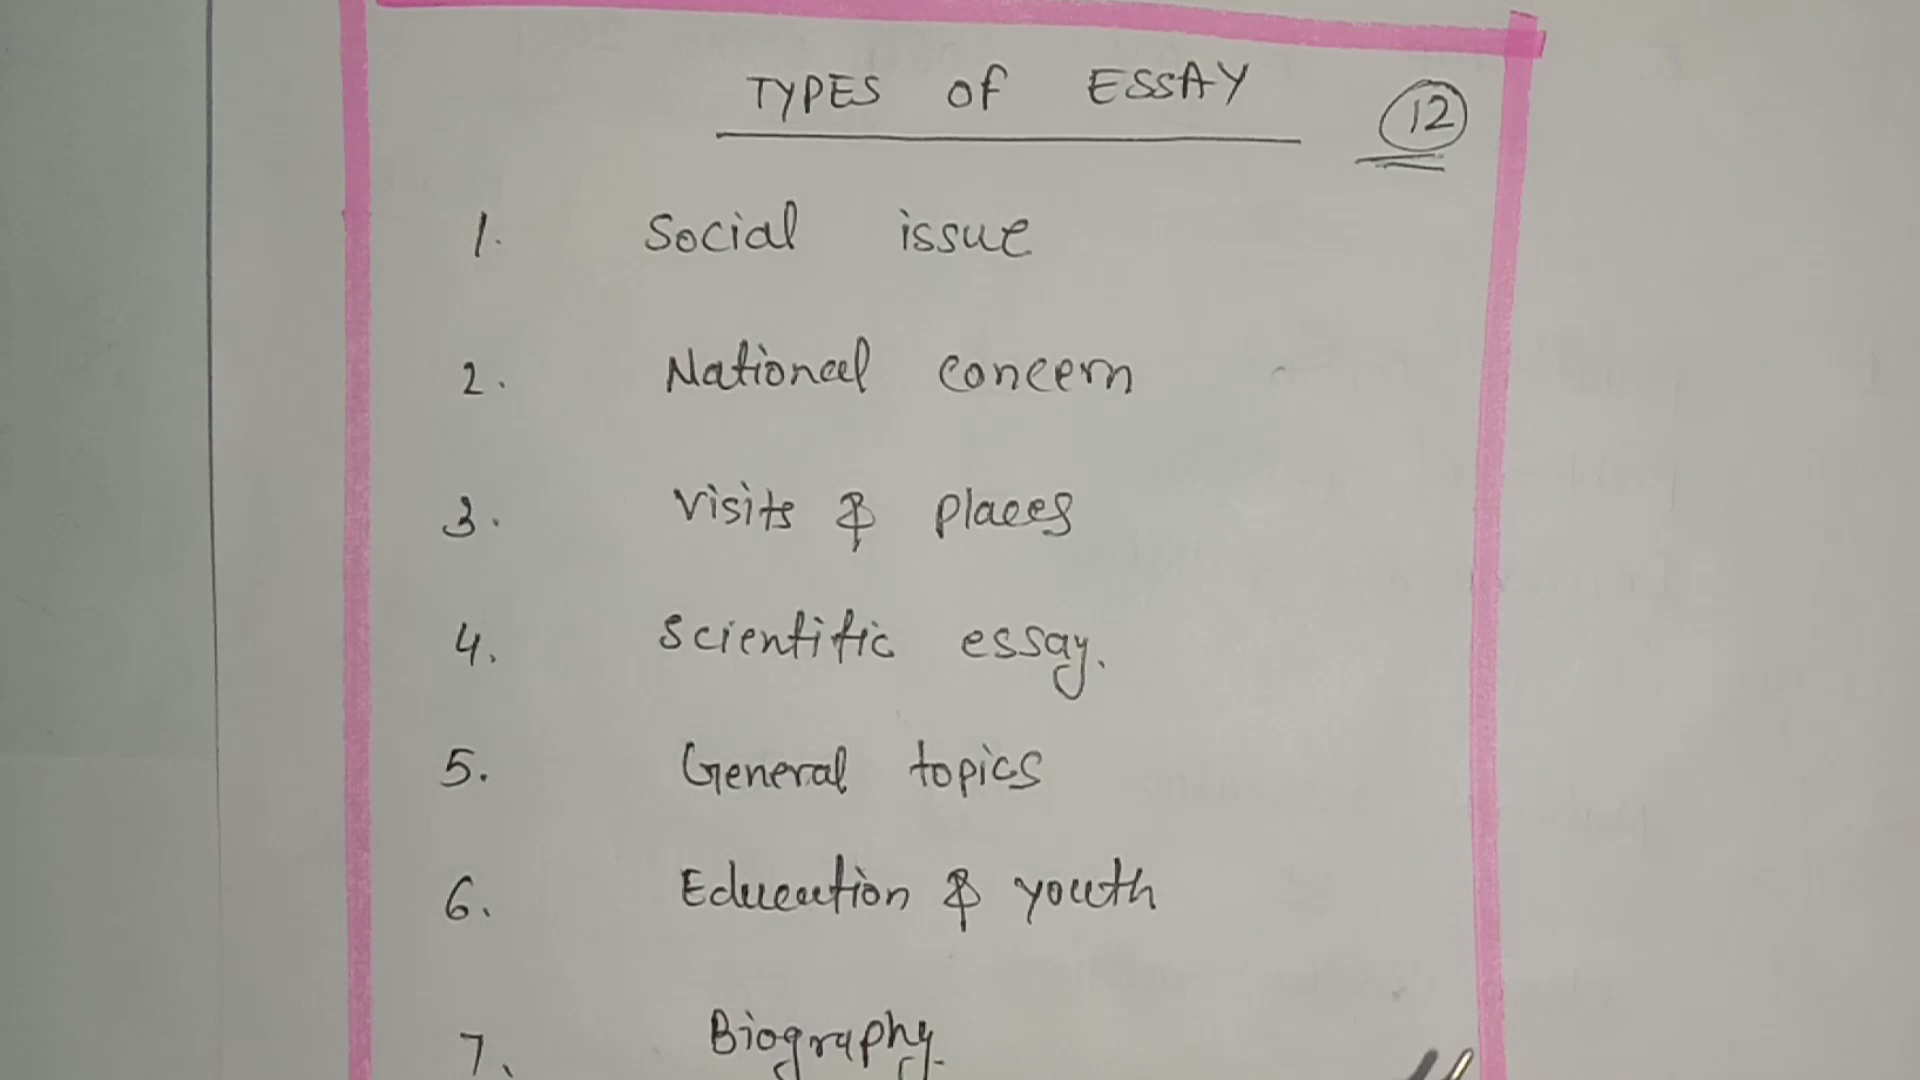 TYPES of ESSAY
12
1. Social issue
2. National concern
3. Visits & places
4. Scientific essay.
5. General topics
6. Education & youth
7. Biography.